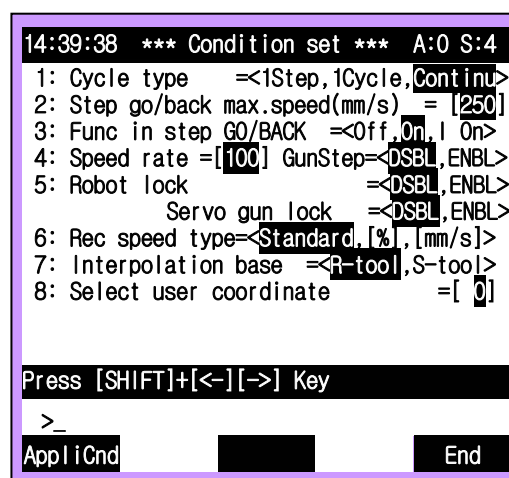 14:39:38 *** Condition set *** A:0 S:4
1: Cycle type =<1Step,1Cycle,Continu>
2: Step go/back max.speed(mm/s) = [250]
3: Func in step GO/BACK =<Off,On,I On>
4: Speed rate =[100] GunStep=<DSBL,ENBL>
5: Robot lock =<DSBL,ENBL>
Servo gun lock =<DSBL,ENBL>
6: Rec speed type=<Standard,[%],[mm/s]>
7: Interpolation base =<R-tool,S-tool>
8: Select user coordinate =[ 0]
Press [SHIFT]+[<-][->] Key
>_
AppliCnd End